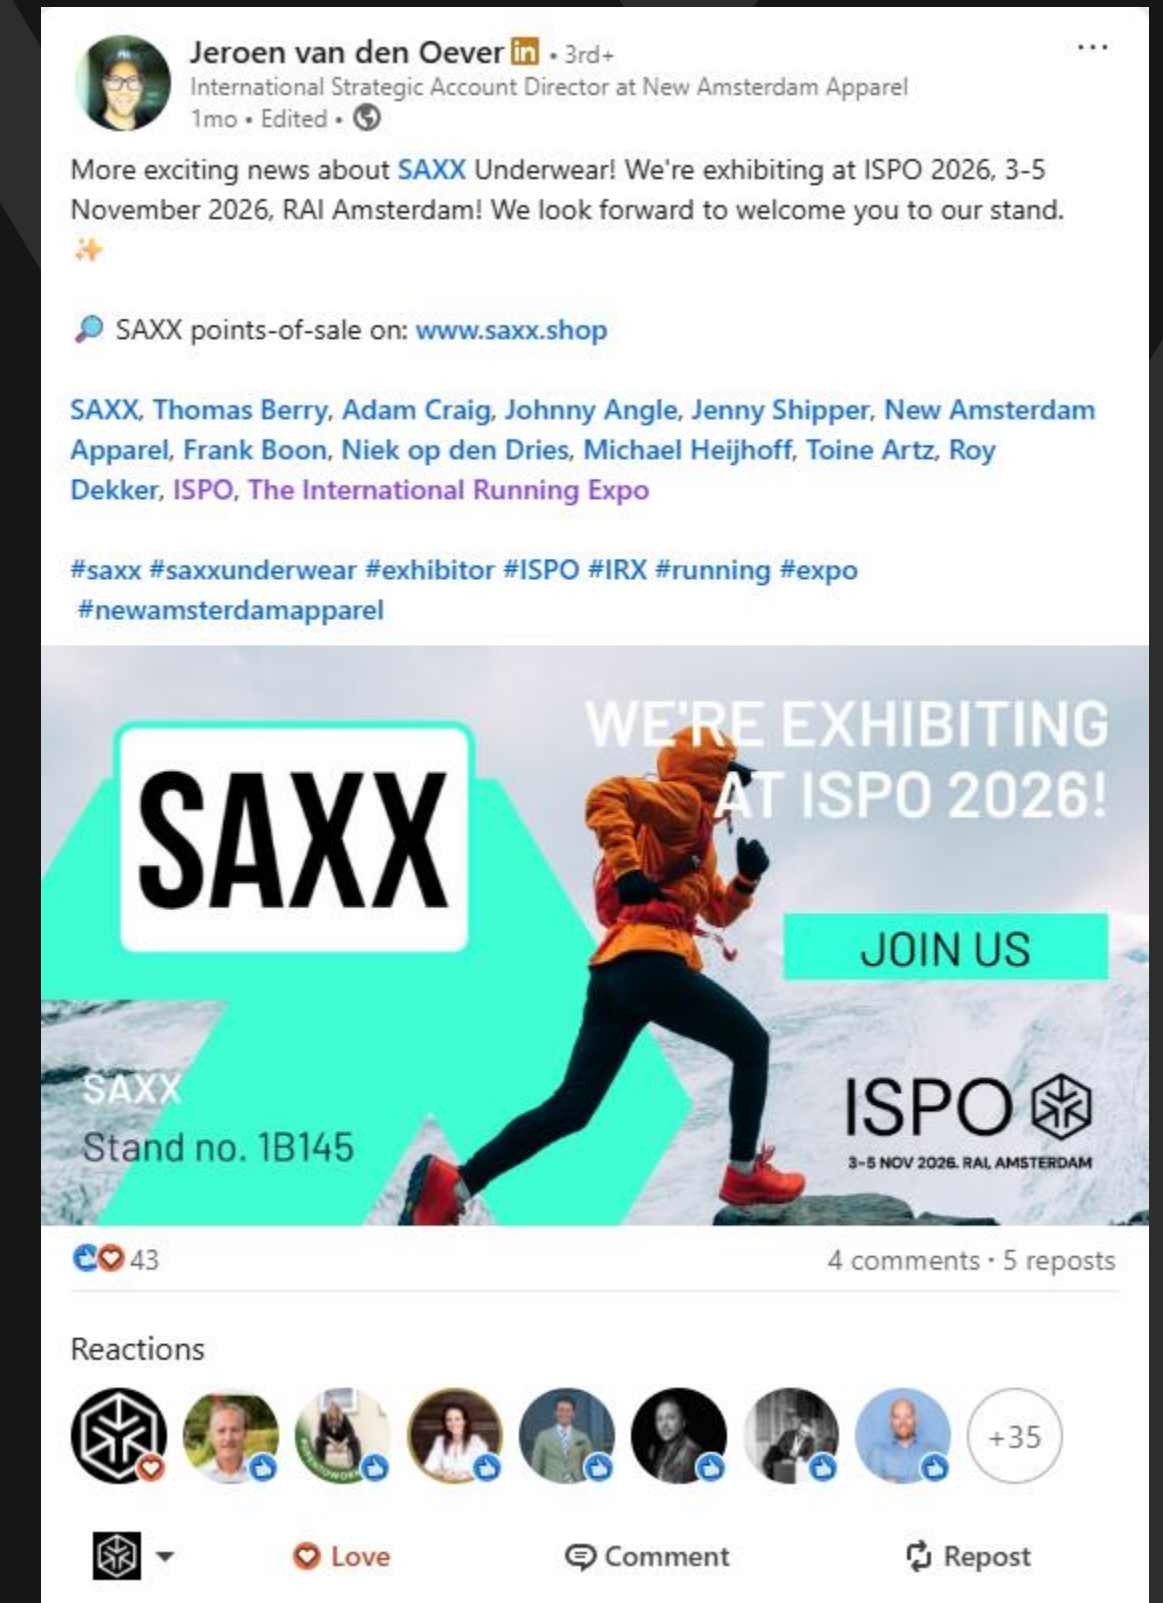 Jeroen van den Oever in • 3rd+
International Strategic Account Director at New Amsterdam Apparel
1mo • Edited •
More exciting news about SAXX Underwear! We're exhibiting at ISPO 2026, 3-5
November 2026, RAI Amsterdam! We look forward to welcome you to our stand.
✨
🔎 SAXX points-of-sale on: www.saxx.shop
SAXX, Thomas Berry, Adam Craig, Johnny Angle, Jenny Shipper, New Amsterdam
Apparel, Frank Boon, Niek op den Dries, Michael Heijhoff, Toine Artz, Roy
Dekker, ISPO, The International Running Expo
#saxx #saxxunderwear #exhibitor #ISPO #IRX #running #expo
#newamsterdamapparel
WE'RE EXHIBITING
AT ISPO 2026!
SAXX
JOIN US
SAXX
Stand no. 1B145
ISPO
3-5 NOV 2026. RAI, AMSTERDAM
43
4 comments · 5 reposts
Reactions
+35
Love
Comment
Repost